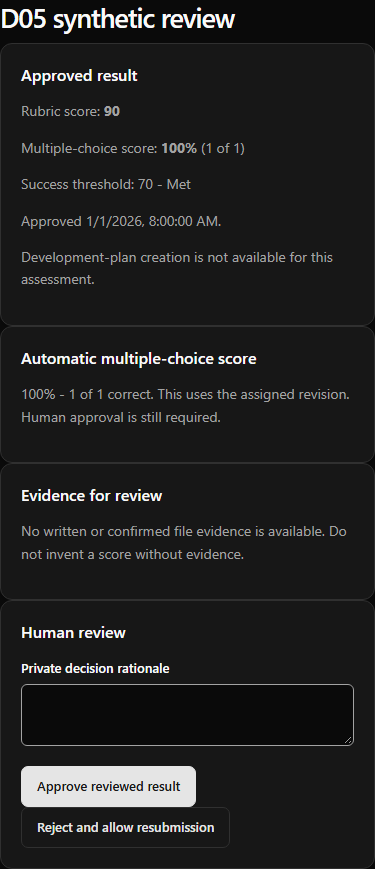 D05 synthetic review
Approved result
Rubric score: 90
Multiple-choice score: 100% (1 of 1)
Success threshold: 70 - Met
Approved 1/1/2026, 8:00:00 AM.
Development-plan creation is not available for this
assessment.
Automatic multiple-choice score
100% - 1 of 1 correct. This uses the assigned revision.
Human approval is still required.
Evidence for review
No written or confirmed file evidence is available. Do
not invent a score without evidence.
Human review
Private decision rationale
Approve reviewed result
Reject and allow resubmission